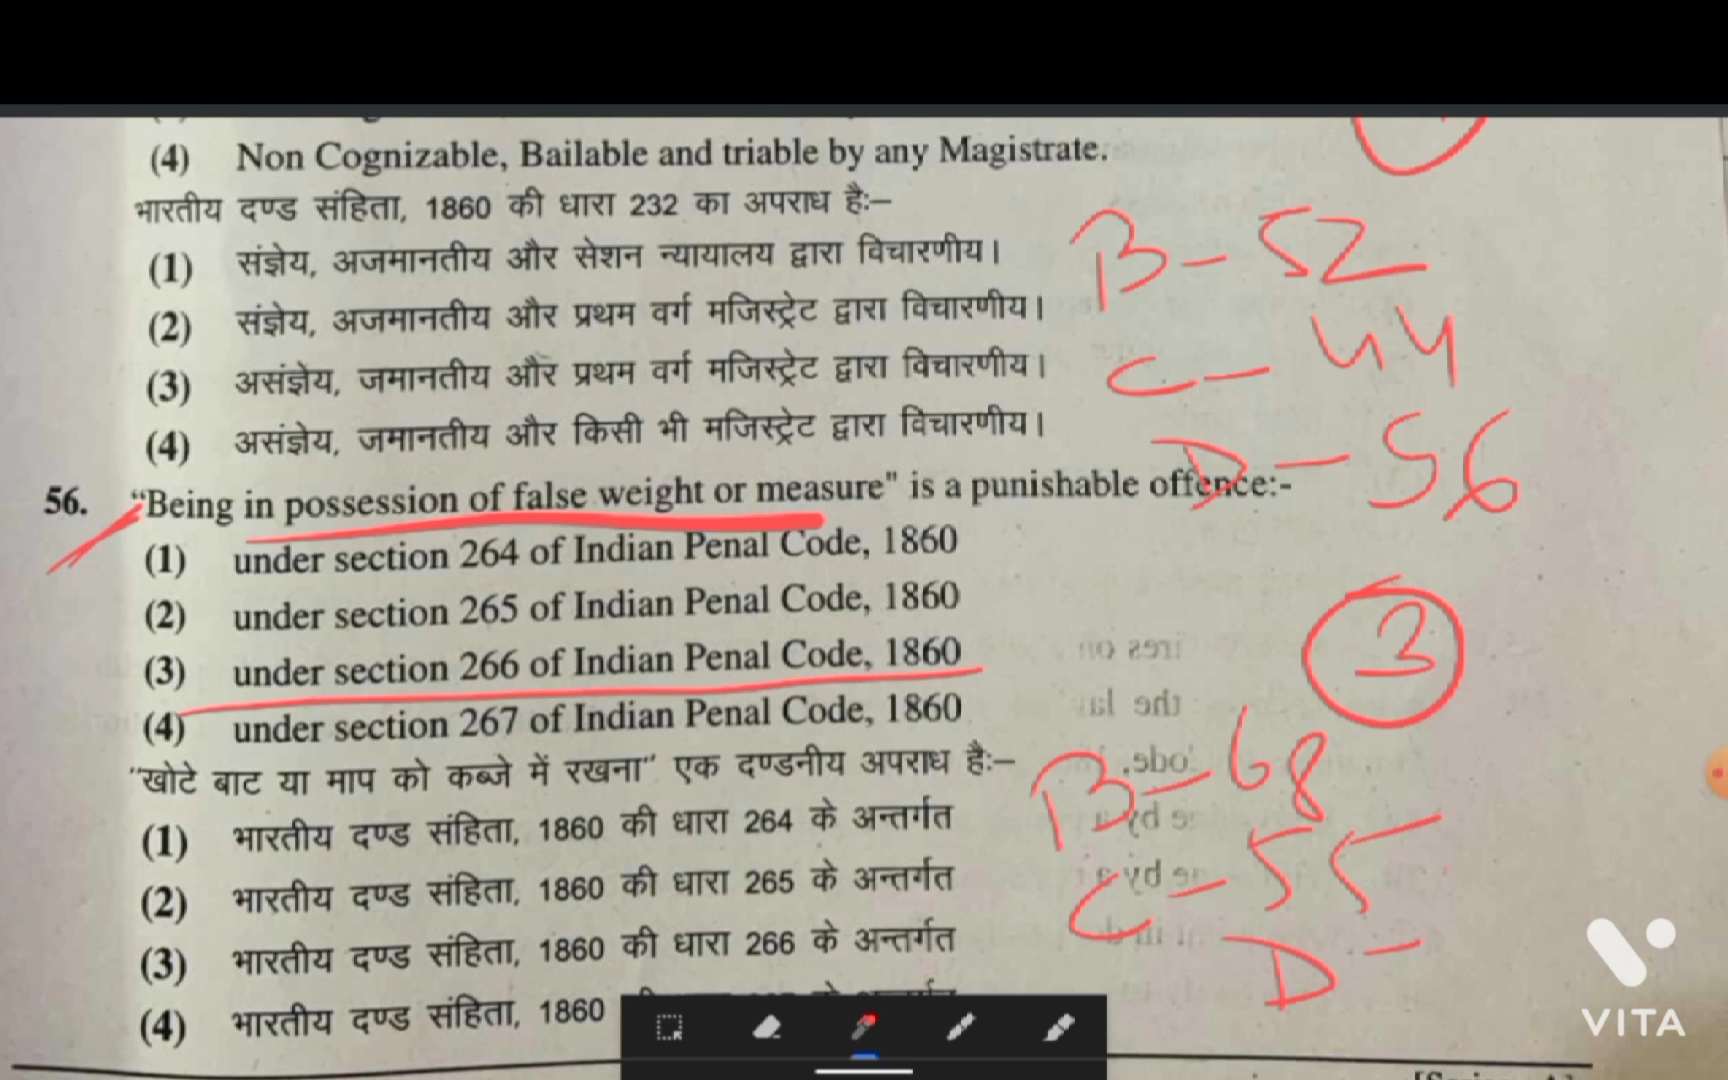 (4) Non Cognizable, Bailable and triable by any Magistrate.
भारतीय दण्ड संहिता, 1860 की धारा 232 का अपराध है:–
(1) संज्ञेय, अजमानतीय और सेशन न्यायालय द्वारा विचारणीय।
(2) संज्ञेय, अजमानतीय और प्रथम वर्ग मजिस्ट्रेट द्वारा विचारणीय।
(3) असंज्ञेय, जमानतीय और प्रथम वर्ग मजिस्ट्रेट द्वारा विचारणीय।
(4) असंज्ञेय, जमानतीय और किसी भी मजिस्ट्रेट द्वारा विचारणीय।
B – 52
C – 44
D – 56
56. "Being in possession of false weight or measure" is a punishable offence:-
(1) under section 264 of Indian Penal Code, 1860
(2) under section 265 of Indian Penal Code, 1860
(3) under section 266 of Indian Penal Code, 1860
(4) under section 267 of Indian Penal Code, 1860
3
"खोटे बाट या माप को कब्जे में रखना" एक दण्डनीय अपराध है:–
(1) भारतीय दण्ड संहिता, 1860 की धारा 264 के अन्तर्गत
(2) भारतीय दण्ड संहिता, 1860 की धारा 265 के अन्तर्गत
(3) भारतीय दण्ड संहिता, 1860 की धारा 266 के अन्तर्गत
(4) भारतीय दण्ड संहिता, 1860
B – 68
C – 55
D –
VITA